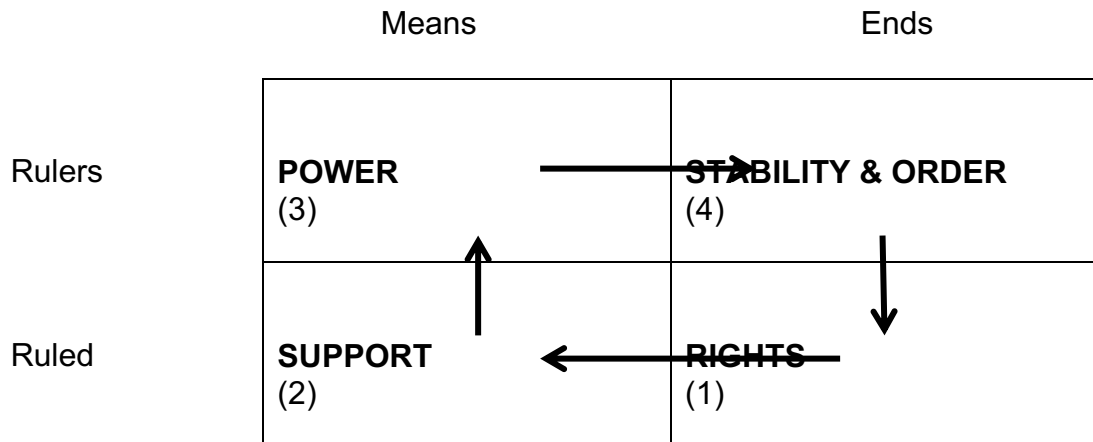 Means Ends
Rulers POWER STABILITY & ORDER
(3) (4)
Ruled SUPPORT RIGHTS
(2) (1)